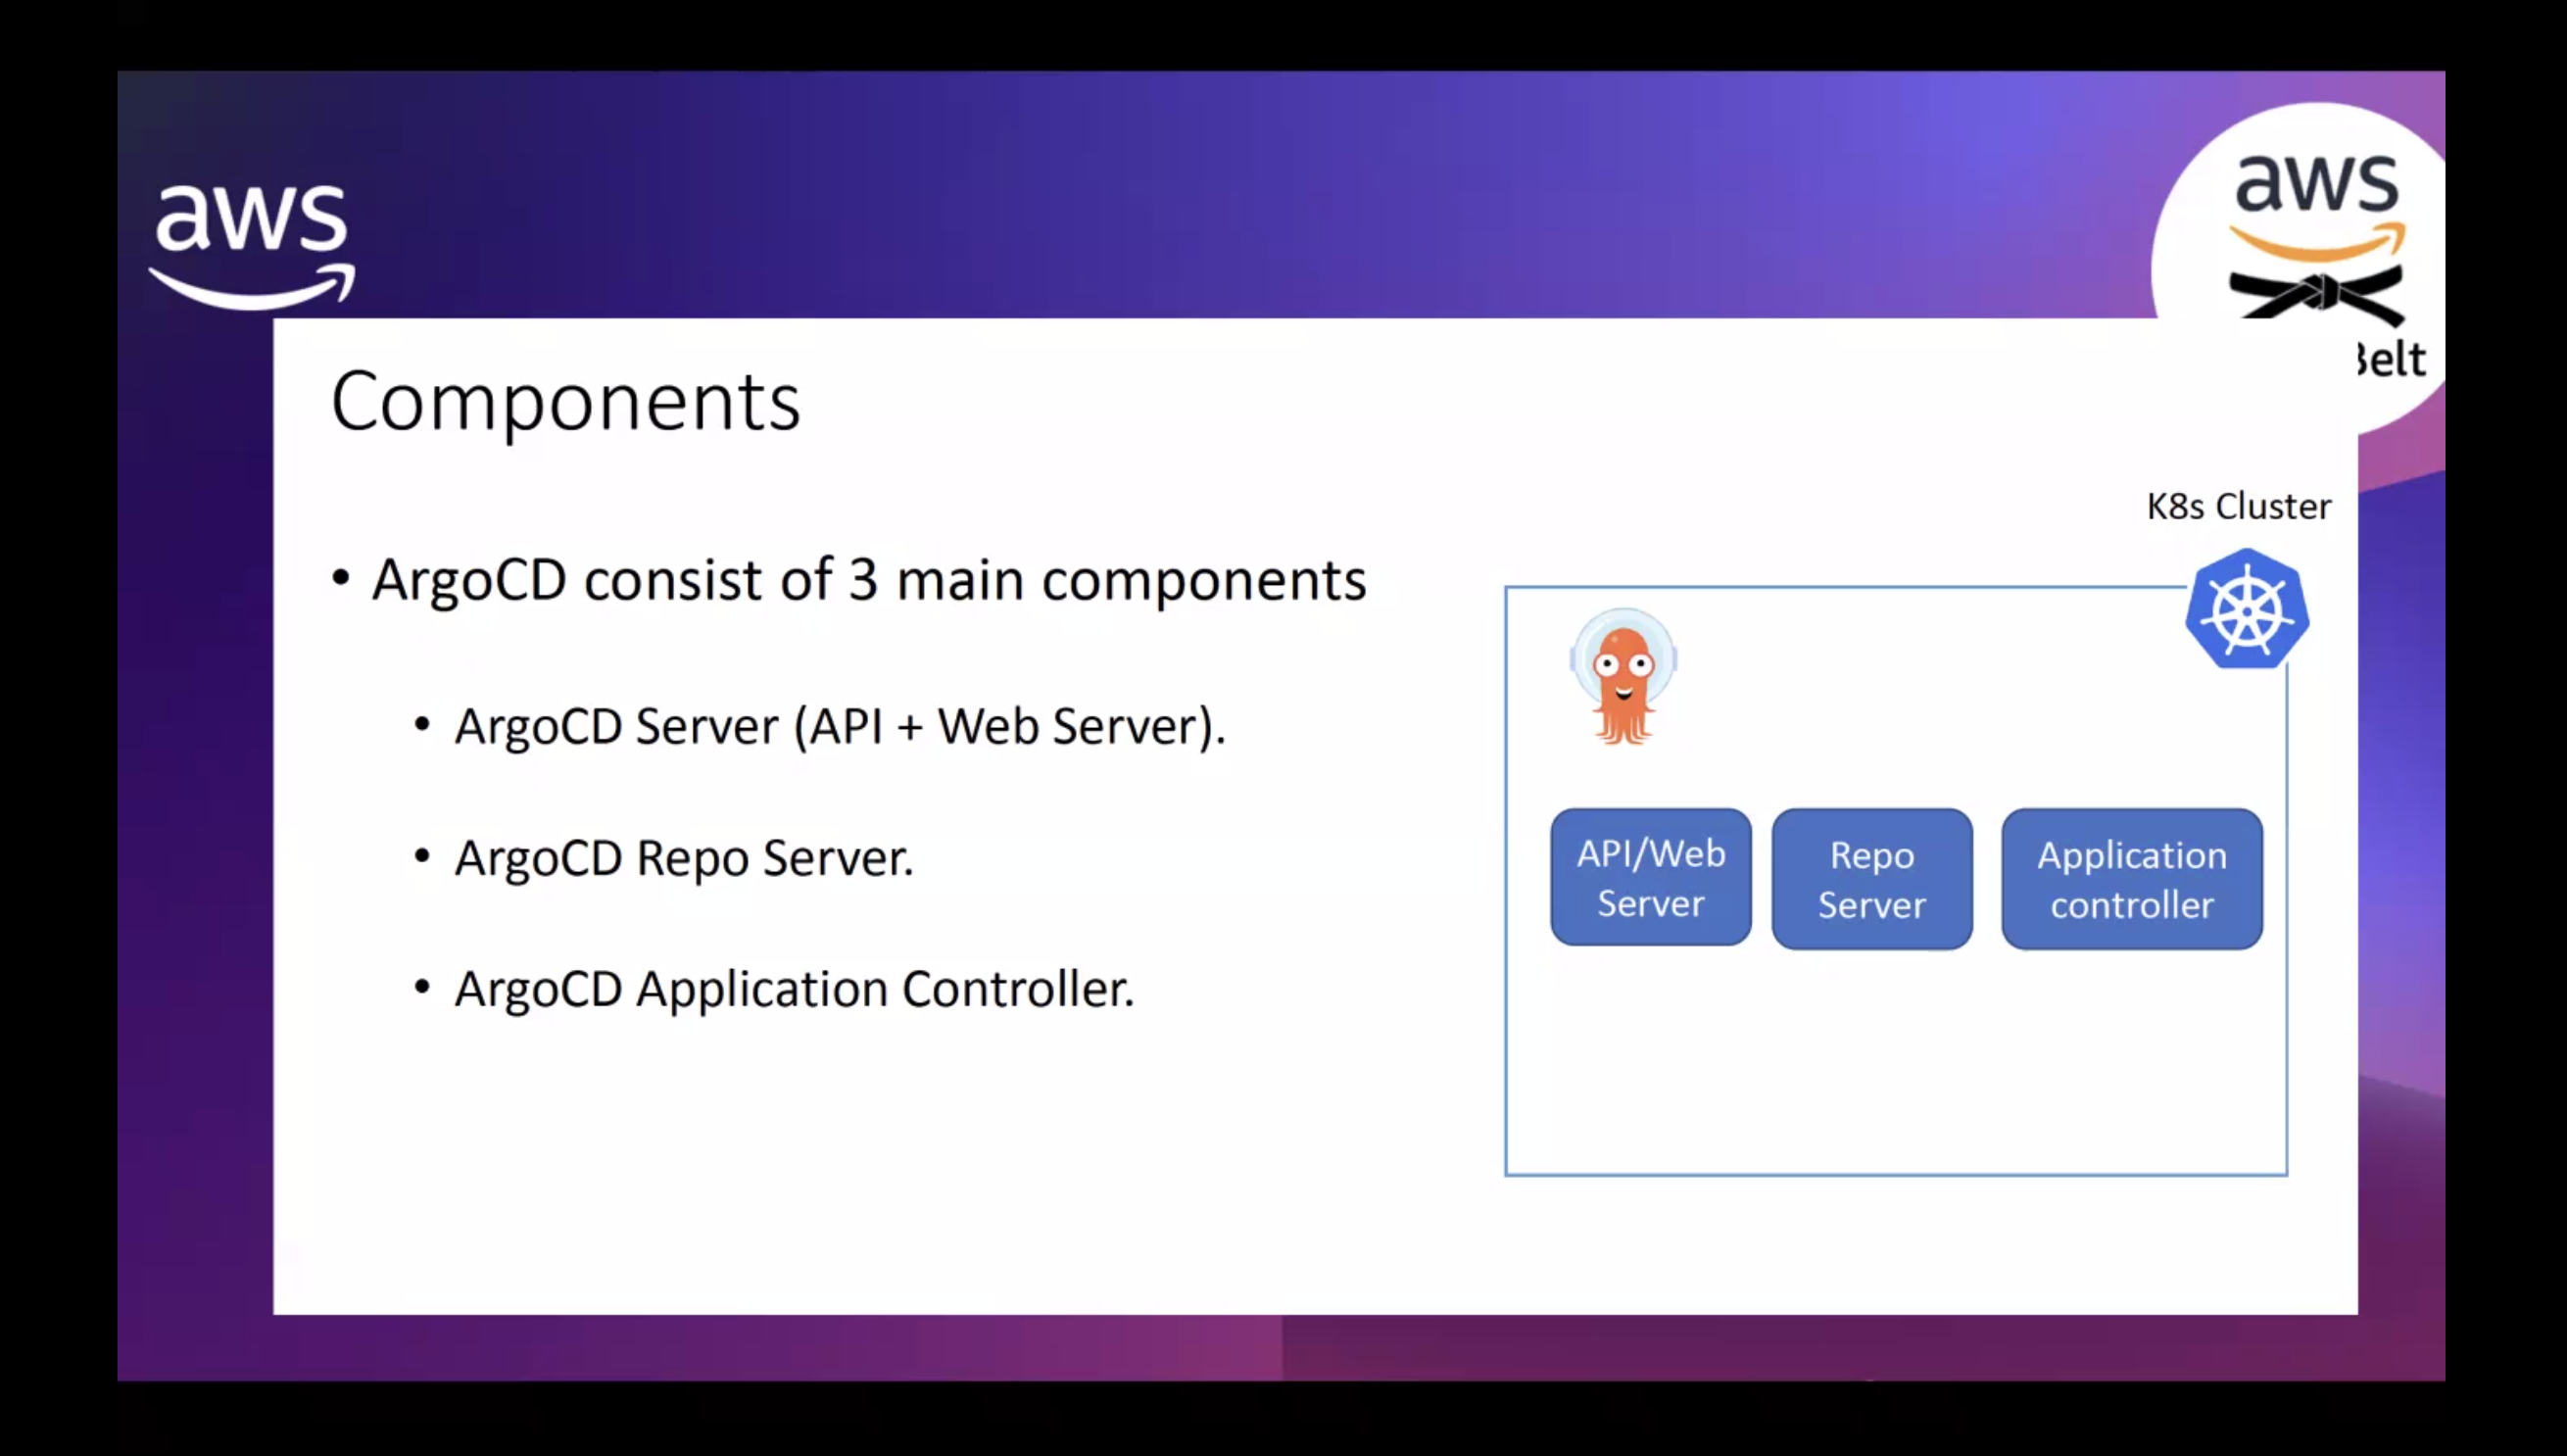 aws
aws
Belt
Components
K8s Cluster
• ArgoCD consist of 3 main components
• ArgoCD Server (API + Web Server).
• ArgoCD Repo Server.
• ArgoCD Application Controller.
API/Web
Server
Repo
Server
Application
controller